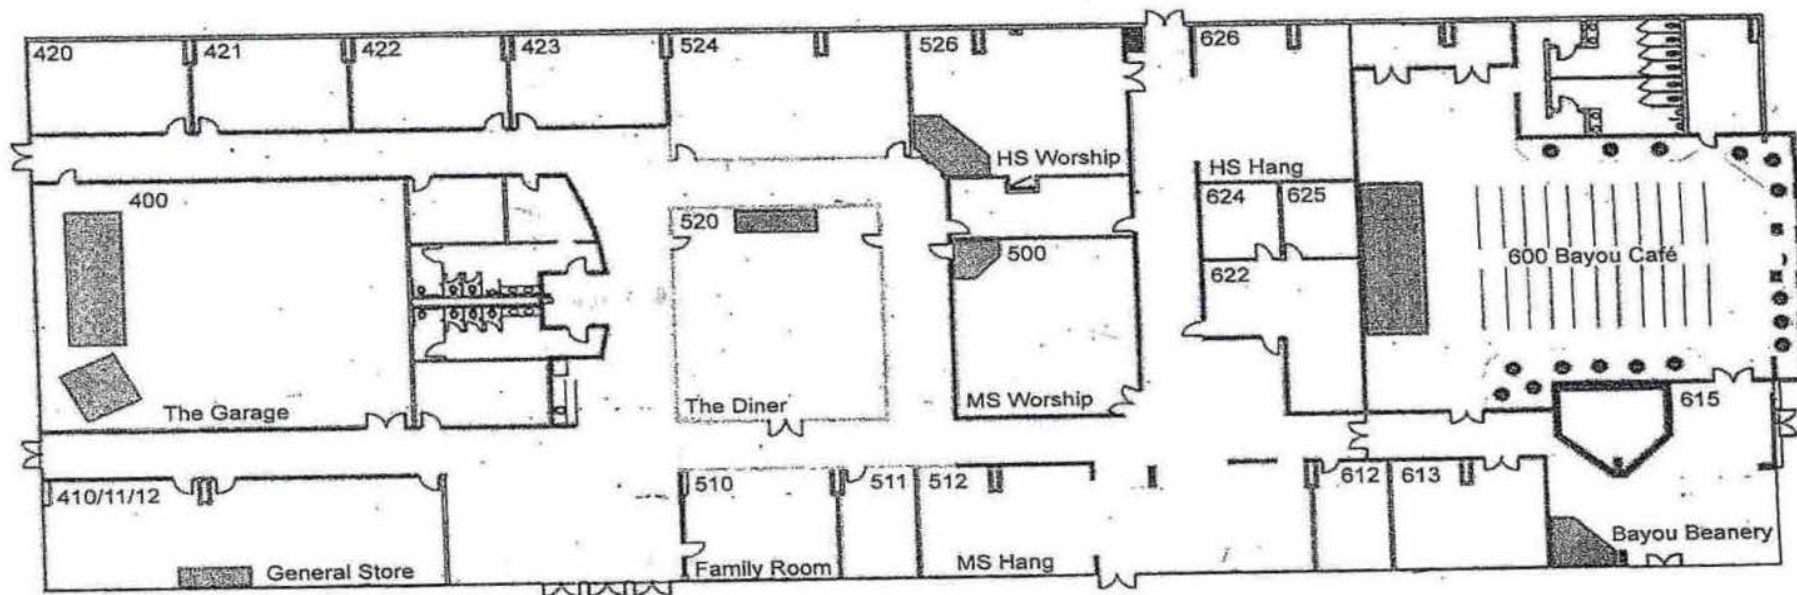 420
421
422
423
524
526
626
HS Worship
HS Hang
400
520
500
624
625
622
600 Bayou Café
The Garage
The Diner
MS Worship
615
410/11/12
General Store
510
Family Room
511
512
MS Hang
612
613
Bayou Beanery